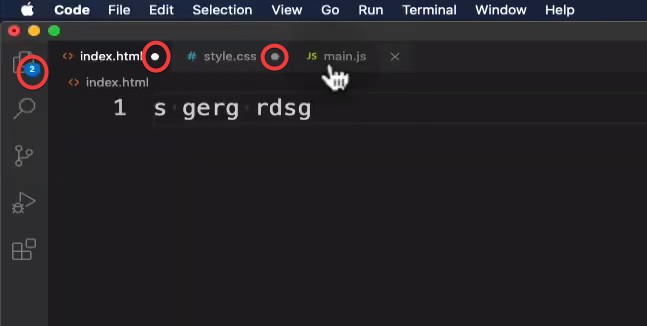 Code File Edit Selection View Go Run Terminal Window Help
index.html # style.css JS main.js
2
index.html
1 s gerg rdsg